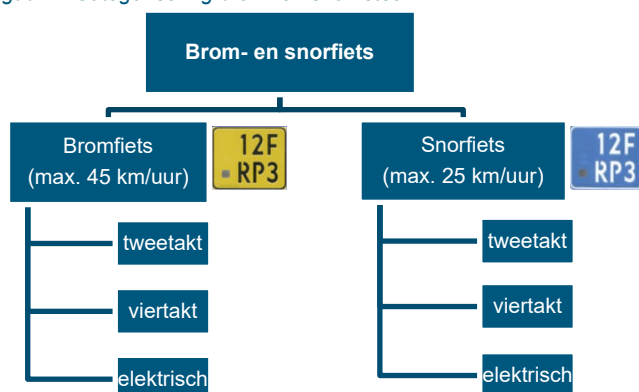 Brom- en snorfiets
Bromfiets
(max. 45 km/uur)
12F
RP3
tweetakt
viertakt
elektrisch
Snorfiets
(max. 25 km/uur)
12F
RP3
tweetakt
viertakt
elektrisch